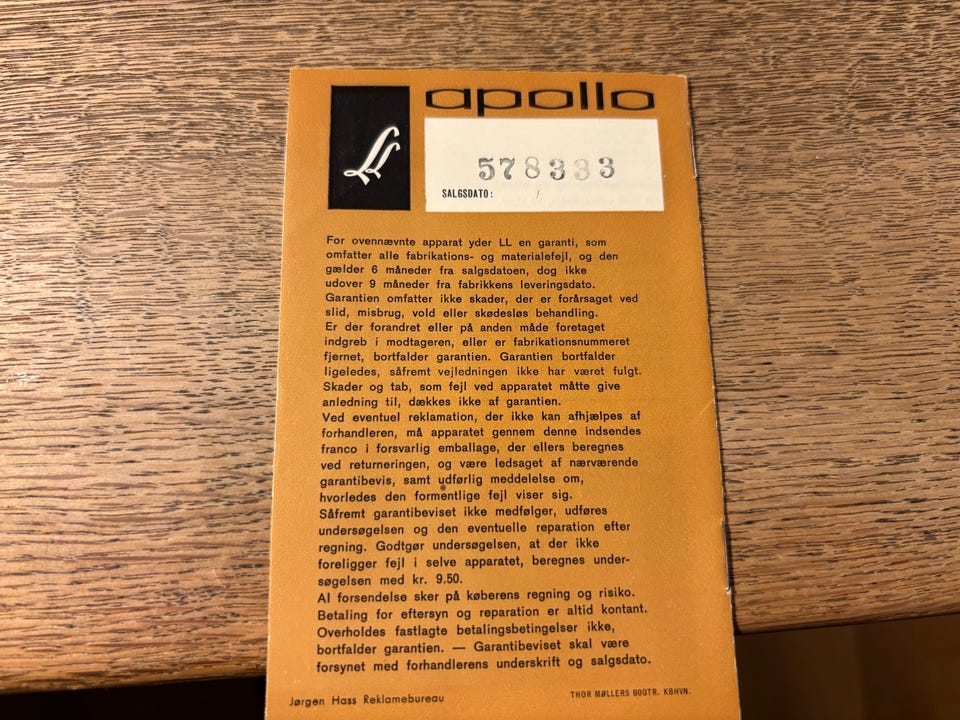 LL
apollo
578333
SALGSDATO: /
For ovennævnte apparat yder LL en garanti, som
omfatter alle fabrikations- og materialefejl, og den
gælder 6 måneder fra salgsdatoen, dog ikke
udover 9 måneder fra fabrikkens leveringsdato.
Garantien omfatter ikke skader, der er forårsaget ved
slid, misbrug, vold eller skødesløs behandling.
Er der forandret eller på anden måde foretaget
indgreb i modtageren, eller er fabrikationsnummeret
fjernet, bortfalder garantien. Garantien bortfalder
ligeledes, såfremt vejledningen ikke har været fulgt.
Skader og tab, som fejl ved apparatet måtte give
anledning til, dækkes ikke af garantien.
Ved eventuel reklamation, der ikke kan afhjælpes af
forhandleren, må apparatet gennem denne indsendes
franco i forsvarlig emballage, der ellers beregnes
ved returneringen, og være ledsaget af nærværende
garantibevis, samt udførlig meddelelse om,
hvorledes den formentlige fejl viser sig.
Såfremt garantibeviset ikke medfølger, udføres
undersøgelsen og den eventuelle reparation efter
regning. Godtgør undersøgelsen, at der ikke
foreligger fejl i selve apparatet, beregnes under-
søgelsen med kr. 9.50.
Al forsendelse sker på køberens regning og risiko.
Betaling for eftersyn og reparation er altid kontant.
Overholdes fastlagte betalingsbetingelser ikke,
bortfalder garantien. — Garantibeviset skal være
forsynet med forhandlerens underskrift og salgsdato.
Jørgen Hass Reklamebureau
THOR MØLLERS BOGTR. KBHVN.